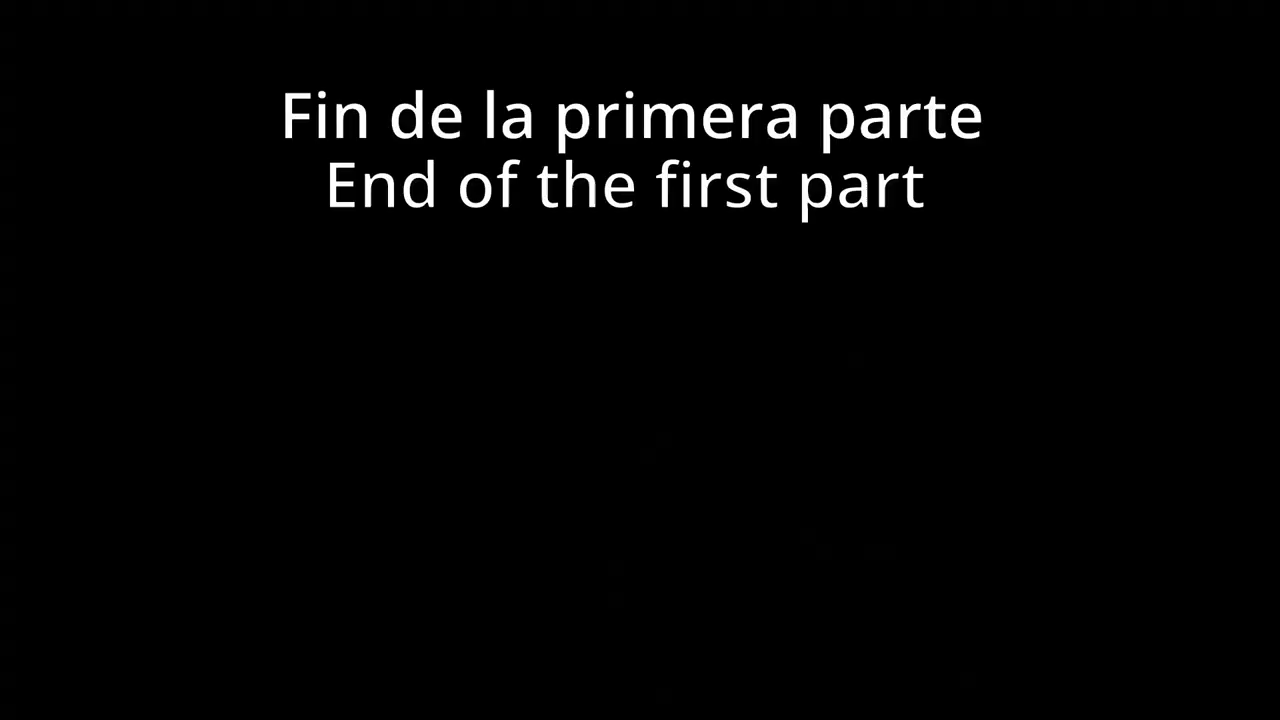 Fin de la primera parte
End of the first part